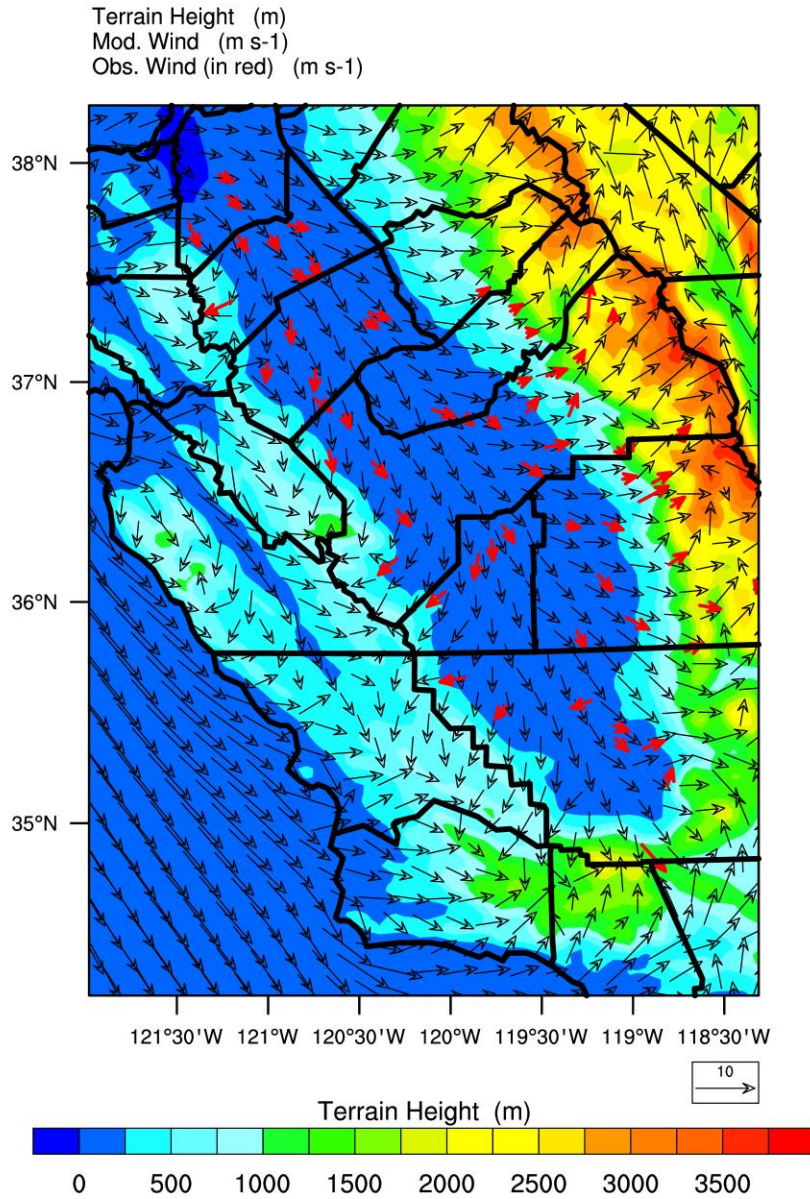 Terrain Height (m)
Mod. Wind (m s-1)
Obs. Wind (in red) (m s-1)
38°N
37°N
36°N
35°N
121°30'W 121°W 120°30'W 120°W 119°30'W 119°W 118°30'W
10
Terrain Height (m)
0 500 1000 1500 2000 2500 3000 3500